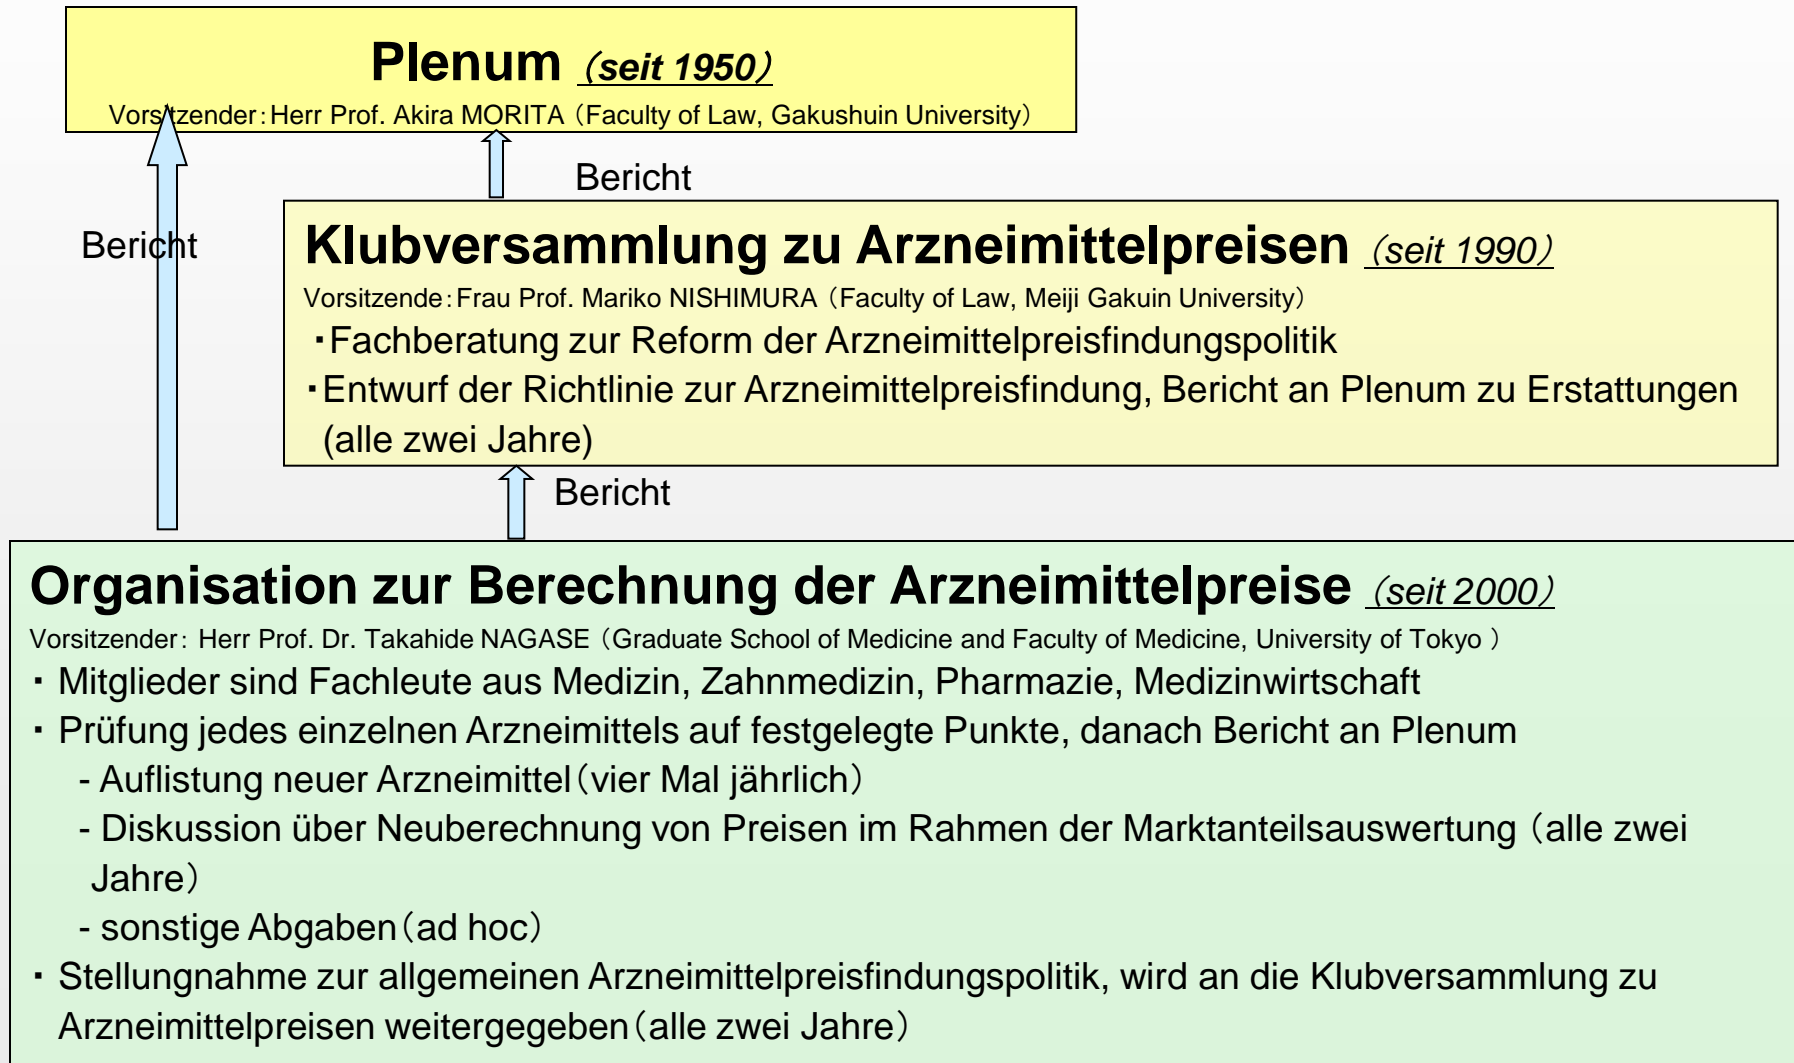 Plenum （seit 1950）
Vorsitzender：Herr Prof. Akira MORITA （Faculty of Law, Gakushuin University）
Bericht
Bericht
Klubversammlung zu Arzneimittelpreisen （seit 1990）
Vorsitzende：Frau Prof. Mariko NISHIMURA （Faculty of Law, Meiji Gakuin University）
・Fachberatung zur Reform der Arzneimittelpreisfindungspolitik
・Entwurf der Richtlinie zur Arzneimittelpreisfindung, Bericht an Plenum zu Erstattungen
(alle zwei Jahre)
Bericht
Organisation zur Berechnung der Arzneimittelpreise （seit 2000）
Vorsitzender： Herr Prof. Dr. Takahide NAGASE （Graduate School of Medicine and Faculty of Medicine, University of Tokyo ）
・ Mitglieder sind Fachleute aus Medizin, Zahnmedizin, Pharmazie, Medizinwirtschaft
・ Prüfung jedes einzelnen Arzneimittels auf festgelegte Punkte, danach Bericht an Plenum
- Auflistung neuer Arzneimittel（vier Mal jährlich）
- Diskussion über Neuberechnung von Preisen im Rahmen der Marktanteilsauswertung （alle zwei
Jahre）
- sonstige Abgaben（ad hoc）
・ Stellungnahme zur allgemeinen Arzneimittelpreisfindungspolitik, wird an die Klubversammlung zu
Arzneimittelpreisen weitergegeben（alle zwei Jahre）